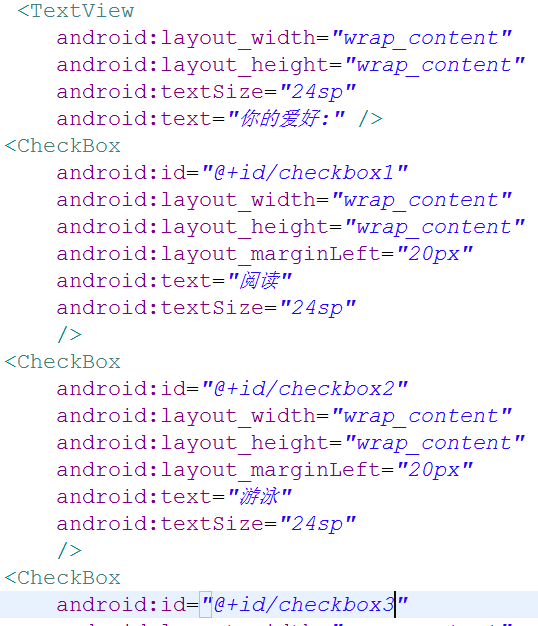 <TextView
android:layout_width="wrap_content"
android:layout_height="wrap_content"
android:textSize="24sp"
android:text="你的爱好:" />
<CheckBox
android:id="@+id/checkbox1"
android:layout_width="wrap_content"
android:layout_height="wrap_content"
android:layout_marginLeft="20px"
android:text="阅读"
android:textSize="24sp"
/>
<CheckBox
android:id="@+id/checkbox2"
android:layout_width="wrap_content"
android:layout_height="wrap_content"
android:layout_marginLeft="20px"
android:text="游泳"
android:textSize="24sp"
/>
<CheckBox
android:id="@+id/checkbox3"